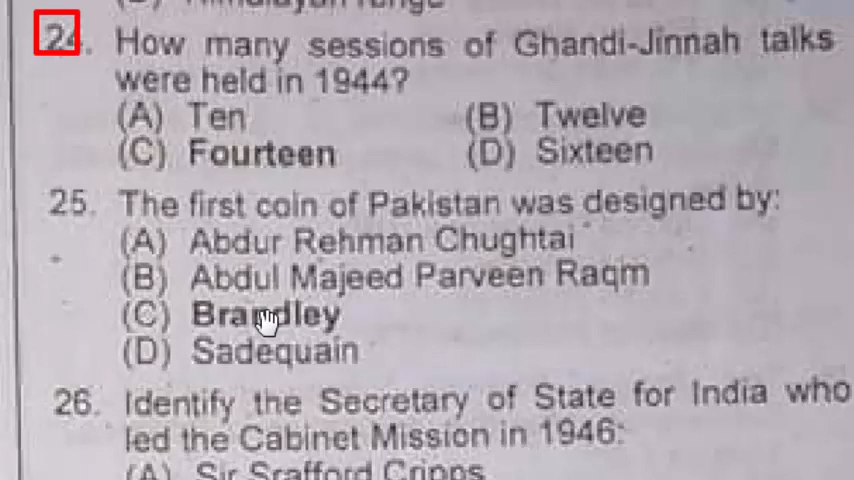 24. How many sessions of Ghandi-Jinnah talks
were held in 1944?
(A) Ten (B) Twelve
(C) Fourteen (D) Sixteen
25. The first coin of Pakistan was designed by:
(A) Abdur Rehman Chughtai
(B) Abdul Majeed Parveen Raqm
(C) Brandley
(D) Sadequain
26. Identify the Secretary of State for India who
led the Cabinet Mission in 1946:
(A) Sir Srafford Cripps